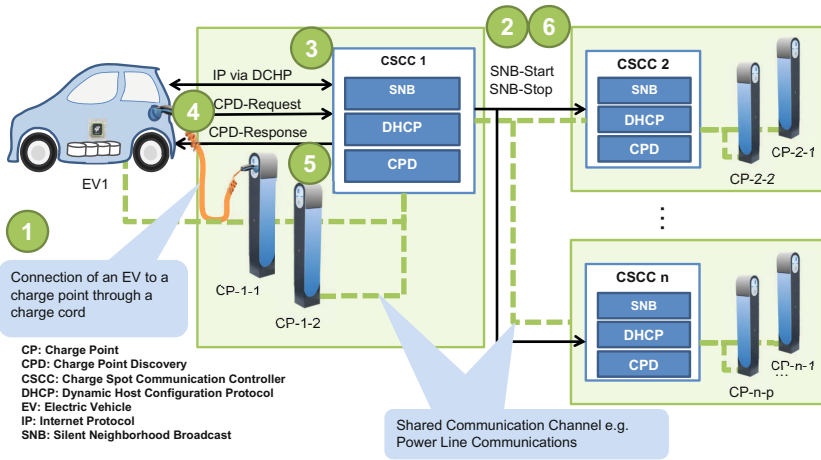 2 6
3
CSCC 1
CSCC 2
IP via DCHP
SNB-Start
SNB-Stop
SNB
SNB
4
CPD-Request
DHCP
DHCP
CPD-Response
CPD
CPD
5
CP-2-1
CP-2-2
EV1
1
⋮
Connection of an EV to a
charge point through a
charge cord
CP-1-1
CP-1-2
CSCC n
SNB
DHCP
CPD
...
CP-n-1
CP-n-p
CP: Charge Point
CPD: Charge Point Discovery
CSCC: Charge Spot Communication Controller
DHCP: Dynamic Host Configuration Protocol
EV: Electric Vehicle
IP: Internet Protocol
SNB: Silent Neighborhood Broadcast
Shared Communication Channel e.g.
Power Line Communications